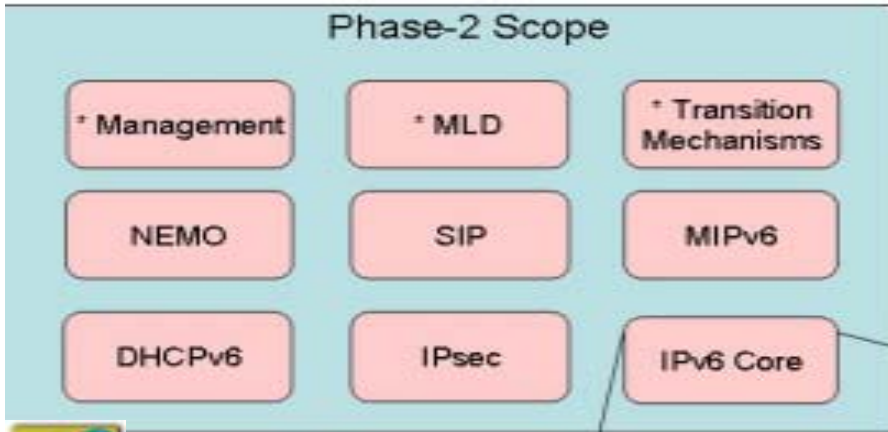 Phase-2 Scope
* Management
* MLD
* Transition
Mechanisms
NEMO
SIP
MIPv6
DHCPv6
IPsec
IPv6 Core